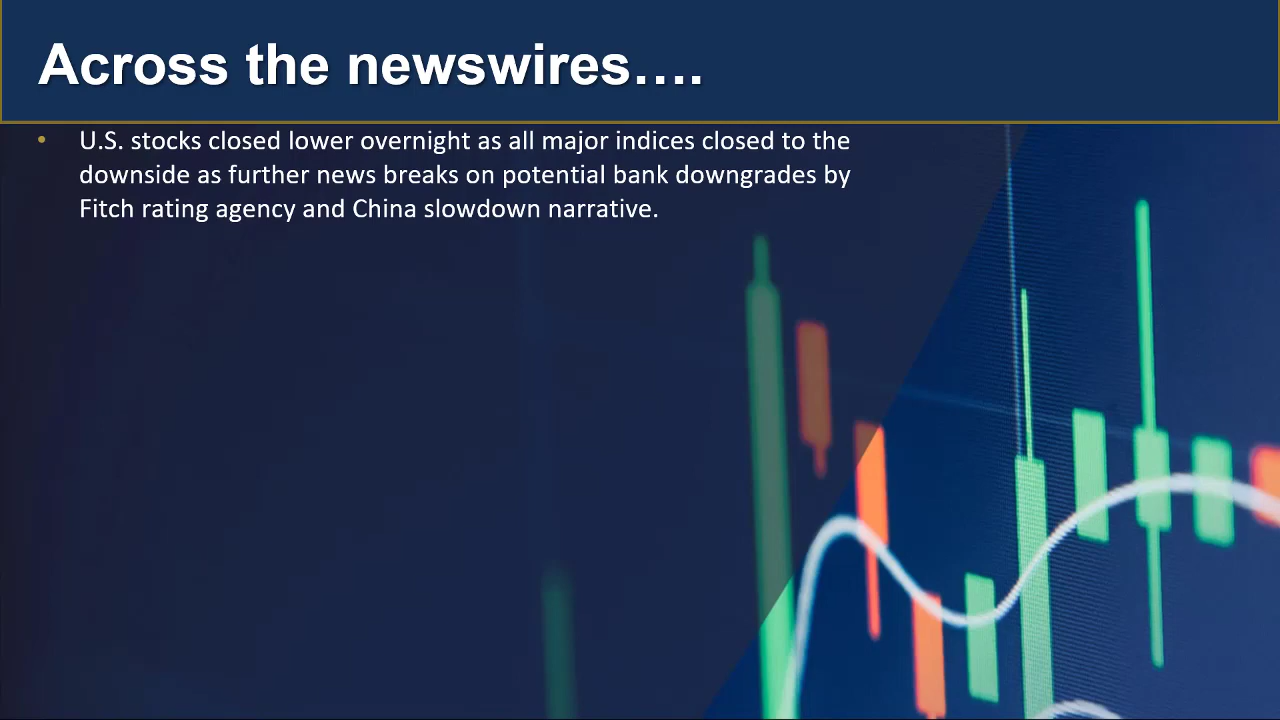 Across the newswires….
• U.S. stocks closed lower overnight as all major indices closed to the
downside as further news breaks on potential bank downgrades by
Fitch rating agency and China slowdown narrative.